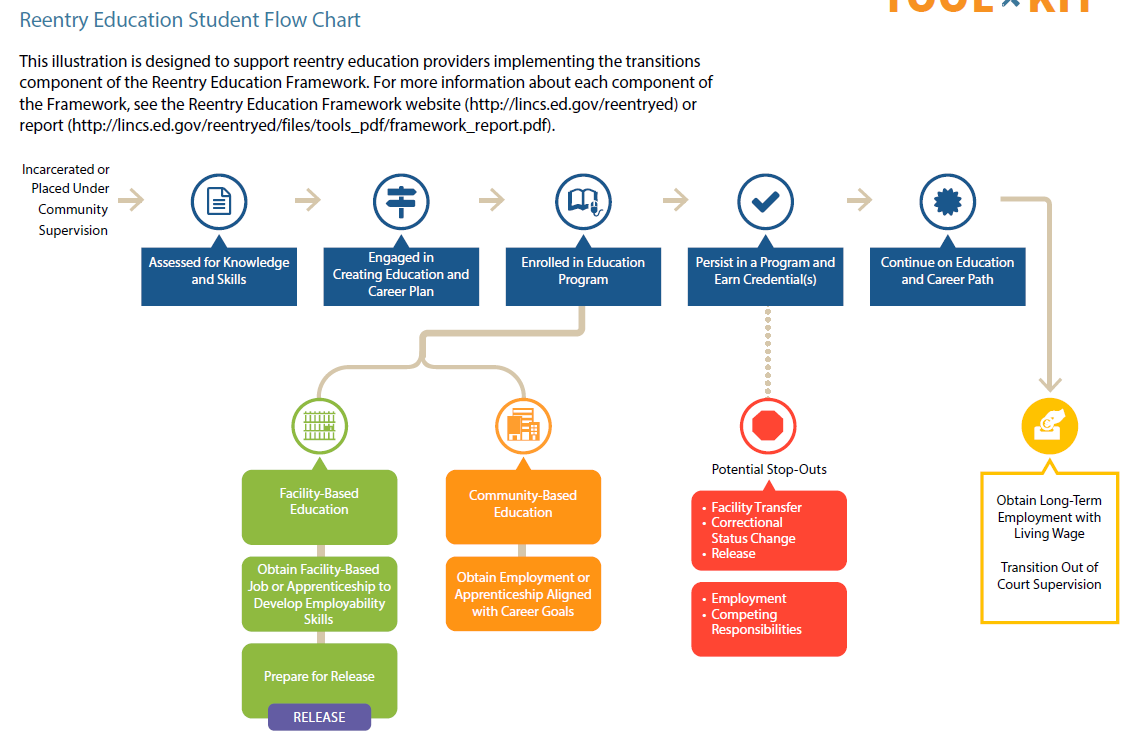 TOOLKIT
Reentry Education Student Flow Chart
This illustration is designed to support reentry education providers implementing the transitions
component of the Reentry Education Framework. For more information about each component of
the Framework, see the Reentry Education Framework website (http://lincs.ed.gov/reentryed) or
report (http://lincs.ed.gov/reentryed/files/tools_pdf/framework_report.pdf).
Incarcerated or
Placed Under
Community
Supervision
Assessed for Knowledge
and Skills
Engaged in
Creating Education and
Career Plan
Enrolled in Education
Program
Persist in a Program and
Earn Credential(s)
Continue on Education
and Career Path
Facility-Based
Education
Obtain Facility-Based
Job or Apprenticeship to
Develop Employability
Skills
Prepare for Release
RELEASE
Community-Based
Education
Obtain Employment or
Apprenticeship Aligned
with Career Goals
Potential Stop-Outs
• Facility Transfer
• Correctional
Status Change
• Release
• Employment
• Competing
Responsibilities
Obtain Long-Term
Employment with
Living Wage
Transition Out of
Court Supervision